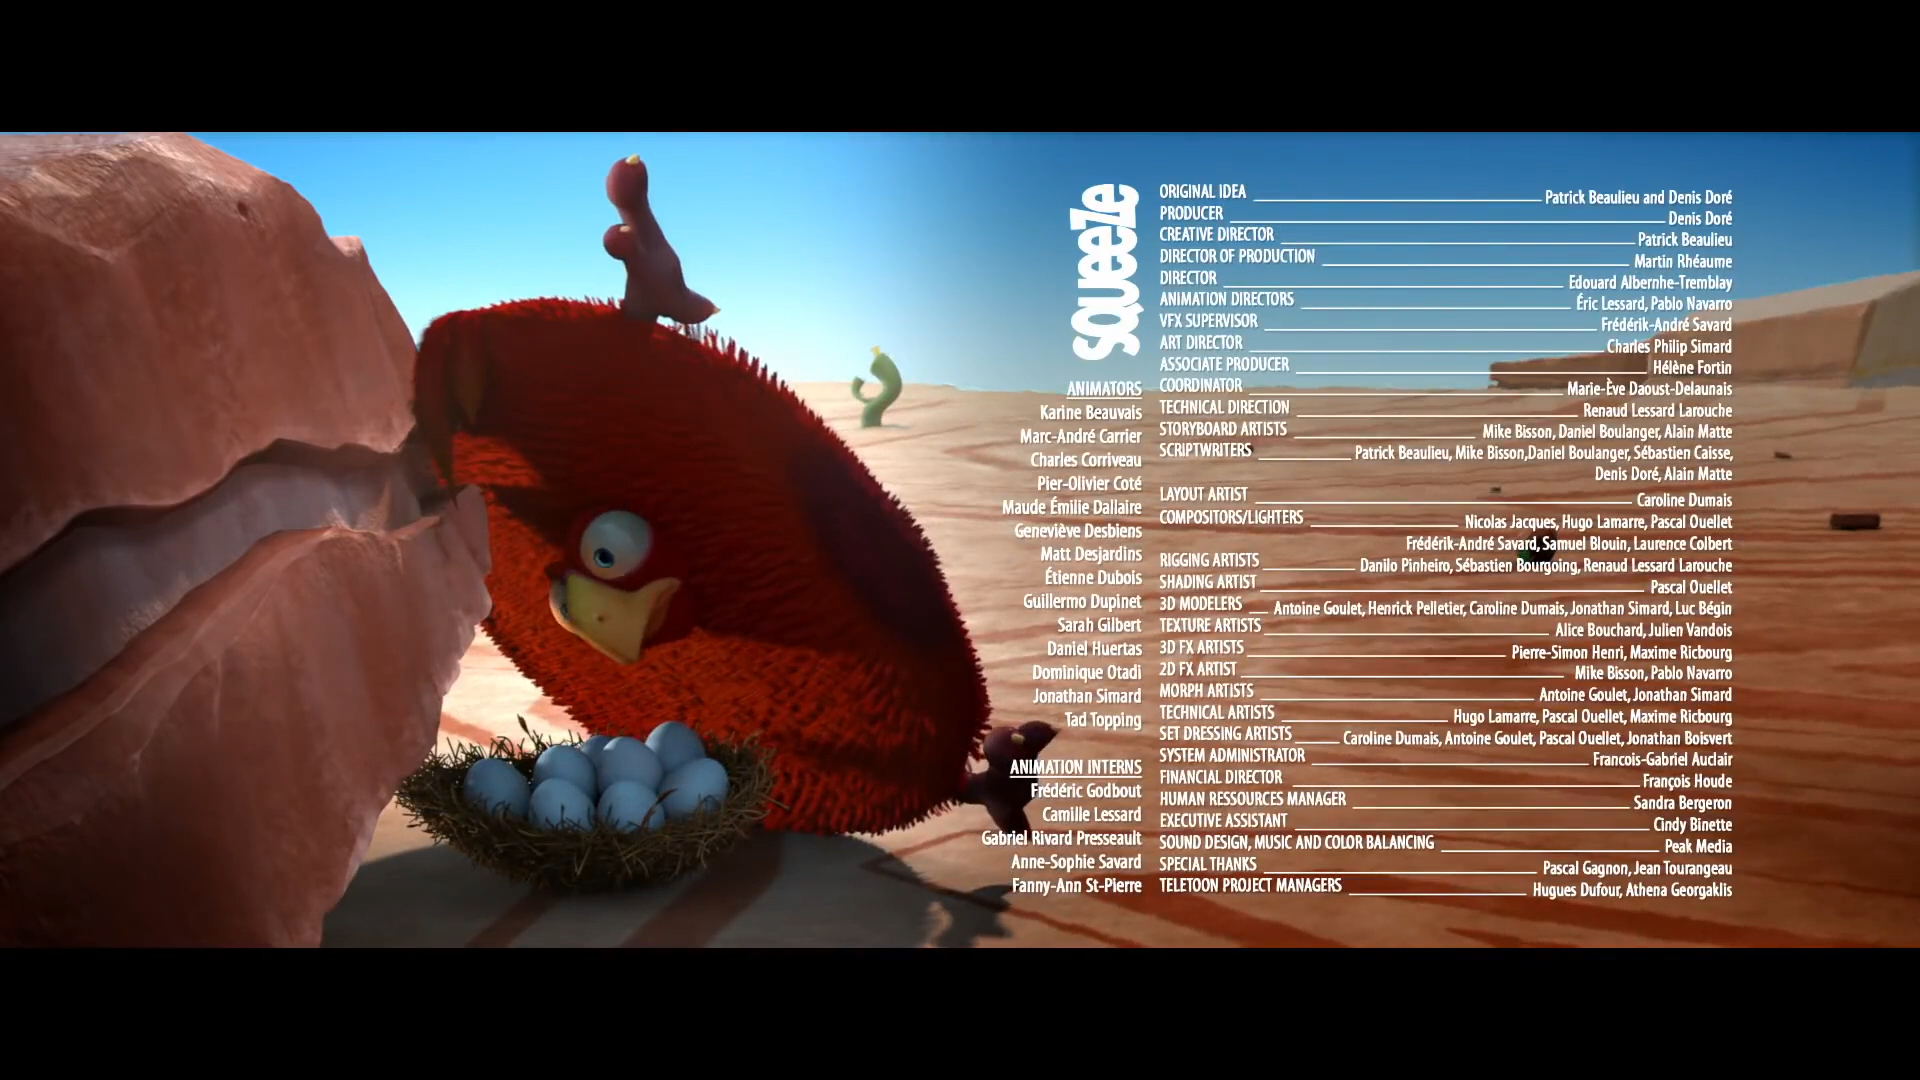 squeeze
ORIGINAL IDEA Patrick Beaulieu and Denis Doré
PRODUCER Denis Doré
CREATIVE DIRECTOR Patrick Beaulieu
DIRECTOR OF PRODUCTION Martin Rhéaume
DIRECTOR Edouard Albernhe-Tremblay
ANIMATION DIRECTORS Éric Lessard, Pablo Navarro
VFX SUPERVISOR Frédérik-André Savard
ART DIRECTOR Charles Philip Simard
ASSOCIATE PRODUCER Hélène Fortin
COORDINATOR Marie-Ève Daoust-Delaunais
TECHNICAL DIRECTION Renaud Lessard Larouche
STORYBOARD ARTISTS Mike Bisson, Daniel Boulanger, Alain Matte
SCRIPTWRITERS Patrick Beaulieu, Mike Bisson,Daniel Boulanger, Sébastien Caisse,
Denis Doré, Alain Matte
LAYOUT ARTIST Caroline Dumais
COMPOSITORS/LIGHTERS Nicolas Jacques, Hugo Lamarre, Pascal Ouellet
Frédérik-André Savard, Samuel Blouin, Laurence Colbert
RIGGING ARTISTS Danilo Pinheiro, Sébastien Bourgoing, Renaud Lessard Larouche
SHADING ARTIST Pascal Ouellet
3D MODELERS Antoine Goulet, Henrick Pelletier, Caroline Dumais, Jonathan Simard, Luc Bégin
TEXTURE ARTISTS Alice Bouchard, Julien Vandois
3D FX ARTISTS Pierre-Simon Henri, Maxime Ricbourg
2D FX ARTIST Mike Bisson, Pablo Navarro
MORPH ARTISTS Antoine Goulet, Jonathan Simard
TECHNICAL ARTISTS Hugo Lamarre, Pascal Ouellet, Maxime Ricbourg
SET DRESSING ARTISTS Caroline Dumais, Antoine Goulet, Pascal Ouellet, Jonathan Boisvert
SYSTEM ADMINISTRATOR Francois-Gabriel Auclair
FINANCIAL DIRECTOR François Houde
HUMAN RESSOURCES MANAGER Sandra Bergeron
EXECUTIVE ASSISTANT Cindy Binette
SOUND DESIGN, MUSIC AND COLOR BALANCING Peak Media
SPECIAL THANKS Pascal Gagnon, Jean Tourangeau
TELETOON PROJECT MANAGERS Hugues Dufour, Athena Georgaklis
ANIMATORS
Karine Beauvais
Marc-André Carrier
Charles Corriveau
Pier-Olivier Coté
Maude Émilie Dallaire
Geneviève Desbiens
Matt Desjardins
Étienne Dubois
Guillermo Dupinet
Sarah Gilbert
Daniel Huertas
Dominique Otadi
Jonathan Simard
Tad Topping
ANIMATION INTERNS
Frédéric Godbout
Camille Lessard
Gabriel Rivard Presseault
Anne-Sophie Savard
Fanny-Ann St-Pierre